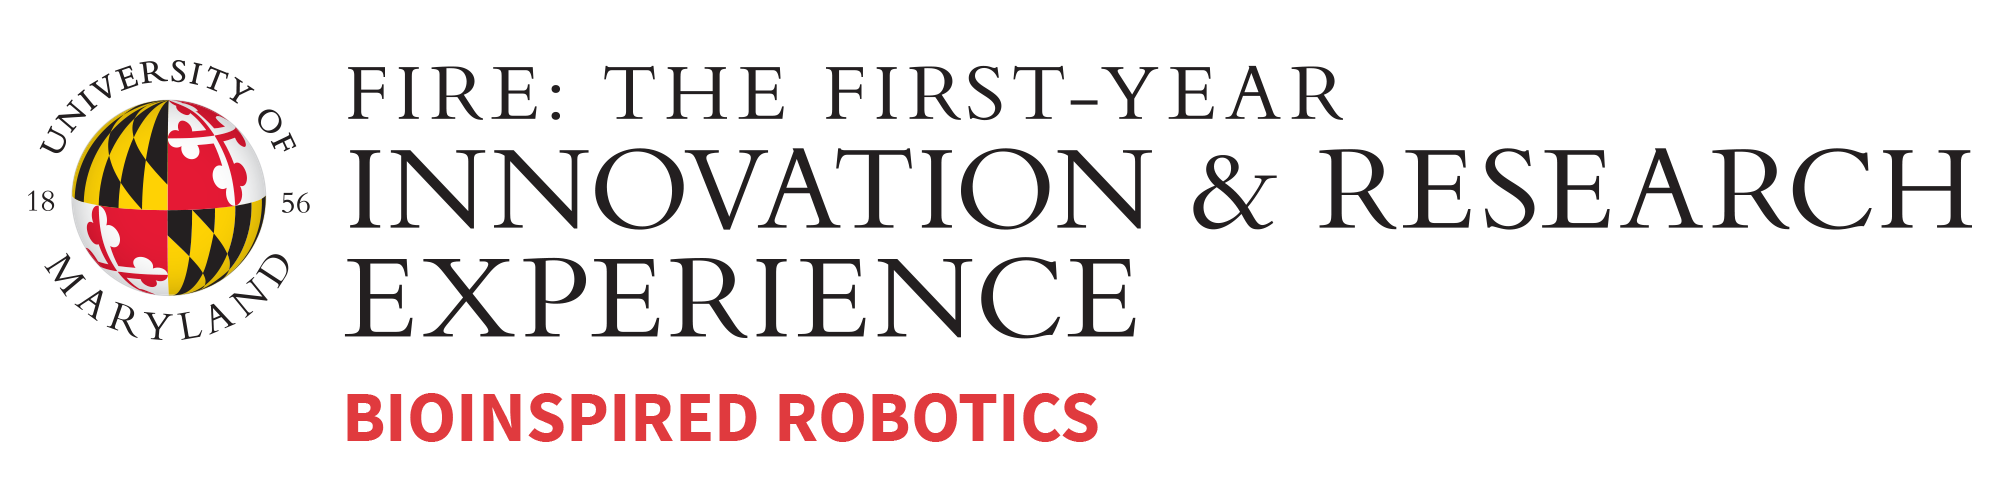 UNIVERSITY OF
18 56
MARYLAND
FIRE: THE FIRST-YEAR
INNOVATION & RESEARCH
EXPERIENCE
BIOINSPIRED ROBOTICS